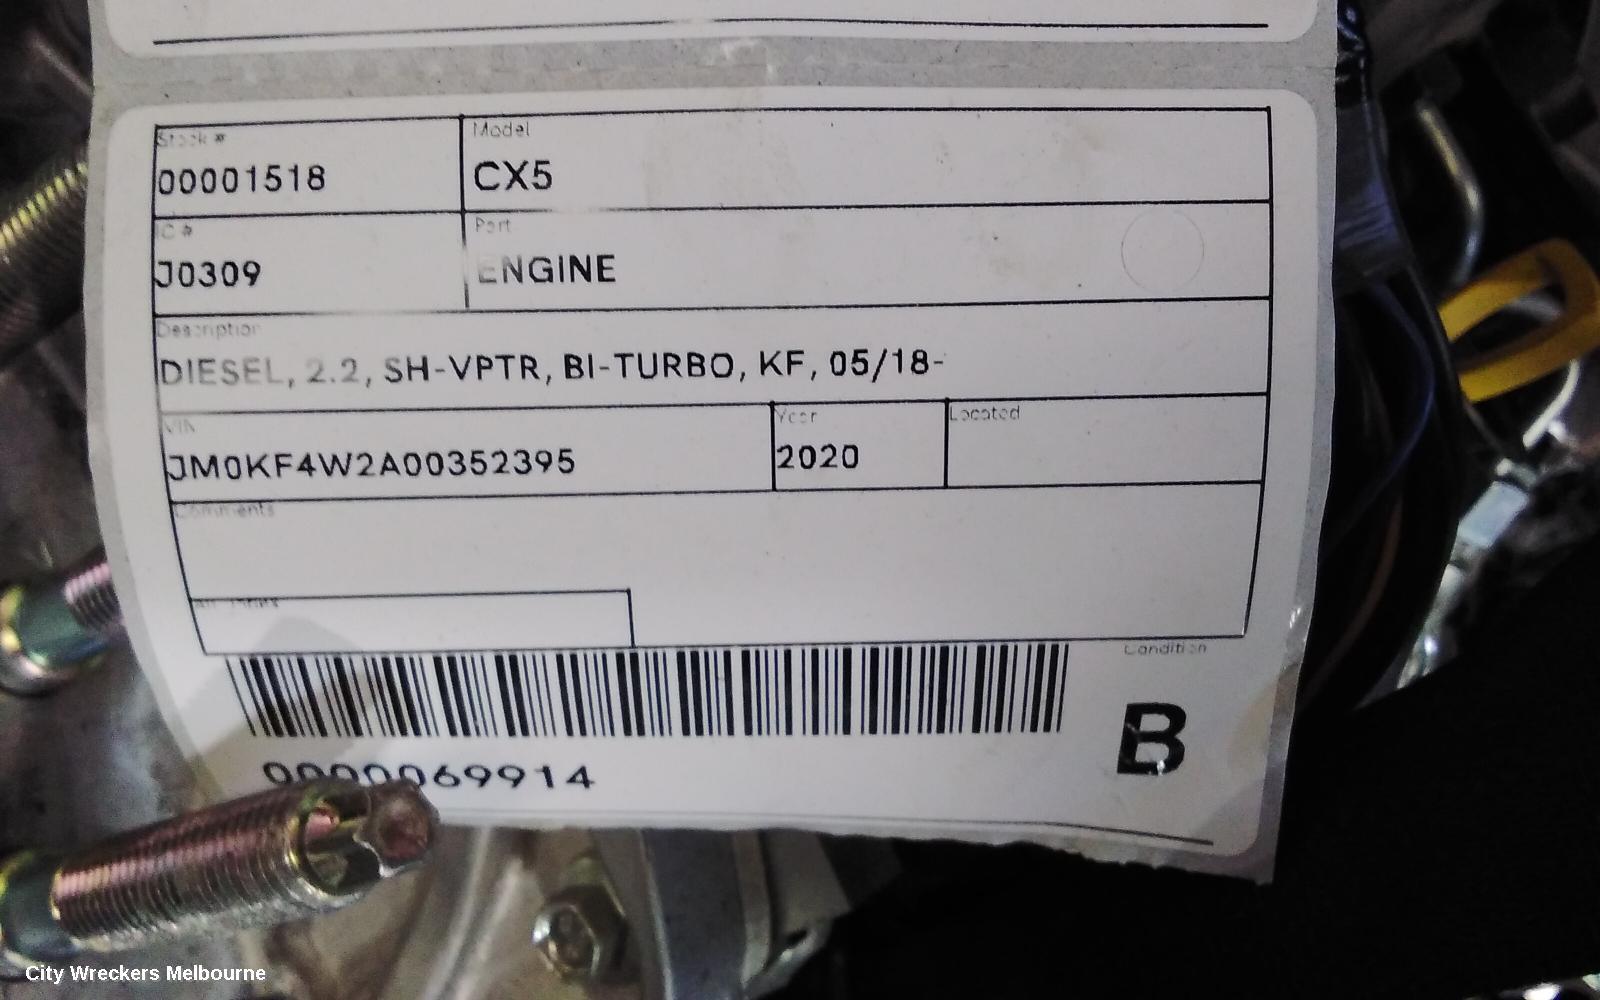 Stock #
Model
00001518
CX5
IC #
Part
J0309
ENGINE
Description
DIESEL, 2.2, SH-VPTR, BI-TURBO, KF, 05/18-
VIN
Year
Located
JM0KF4W2A00352395
2020
Comments
Condition
B
0000069914
City Wreckers Melbourne